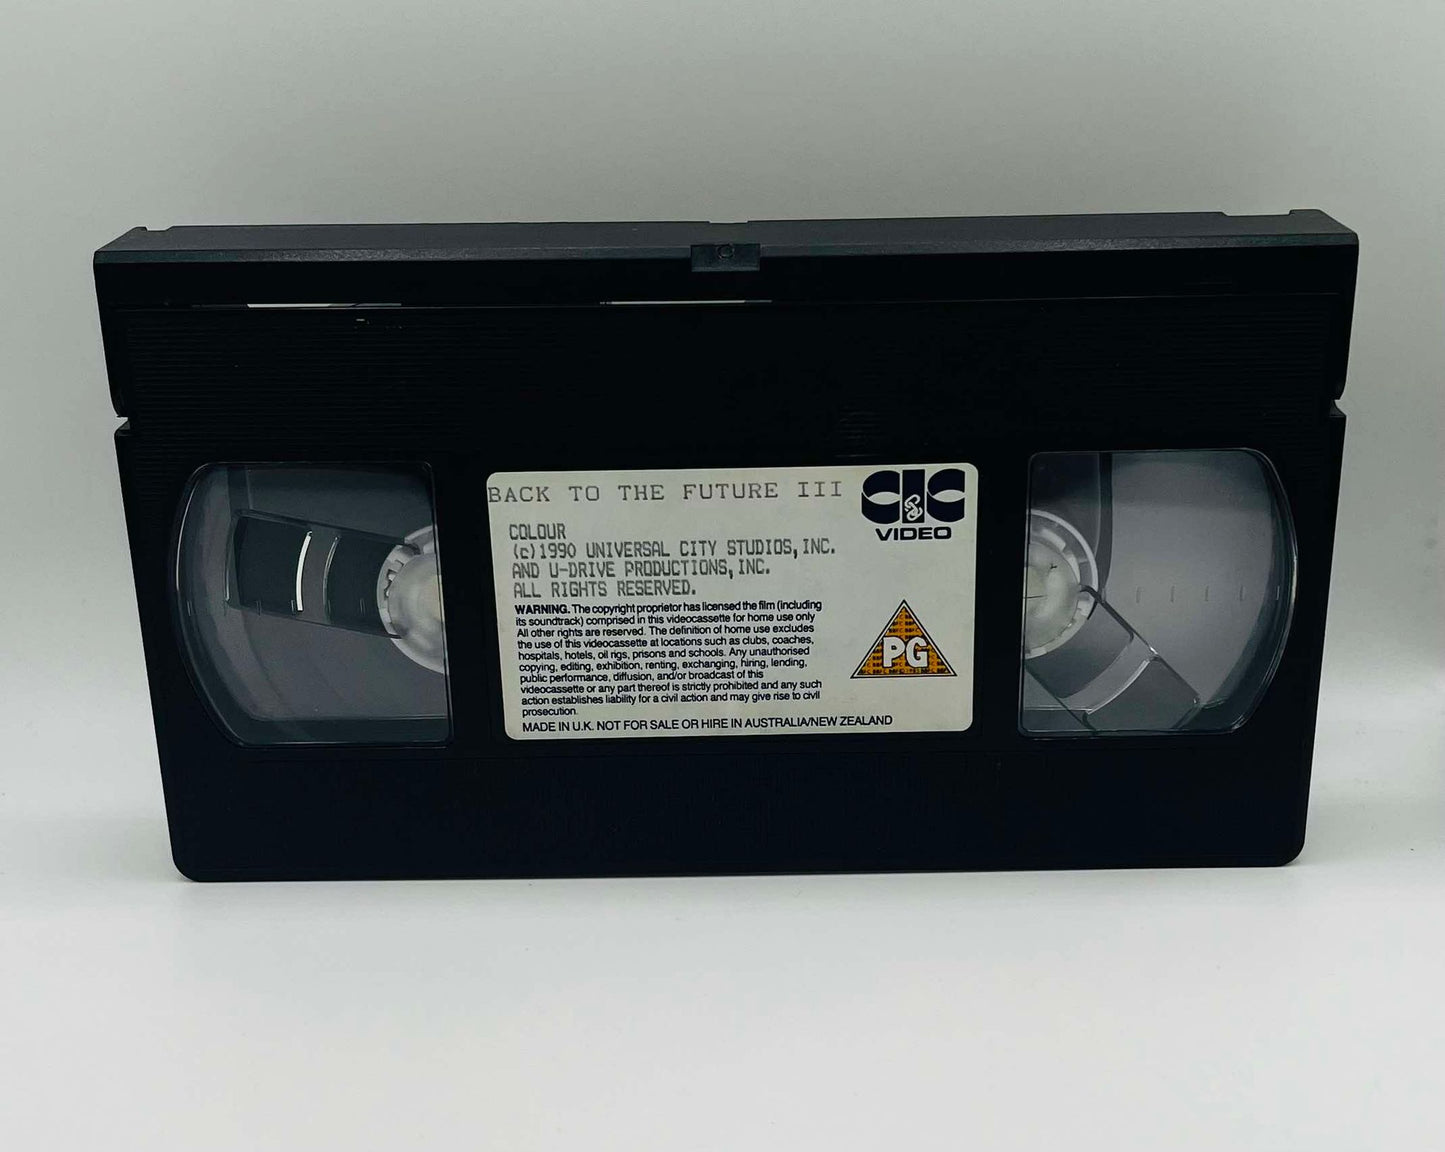 BACK TO THE FUTURE III
CIC
VIDEO
COLOUR
(c)1990 UNIVERSAL CITY STUDIOS, INC.
AND U-DRIVE PRODUCTIONS, INC.
ALL RIGHTS RESERVED.
WARNING. The copyright proprietor has licensed the film (including
its soundtrack) comprised in this videocassette for home use only
All other rights are reserved. The definition of home use excludes
the use of this videocassette at locations such as clubs, coaches,
hospitals, hotels, oil rigs, prisons and schools. Any unauthorised
copying, editing, exhibition, renting, exchanging, hiring, lending,
public performance, diffusion, and/or broadcast of this
videocassette or any part thereof is strictly prohibited and any such
action establishes liability for a civil action and may give rise to civil
prosecution.
PG
MADE IN U.K. NOT FOR SALE OR HIRE IN AUSTRALIA/NEW ZEALAND